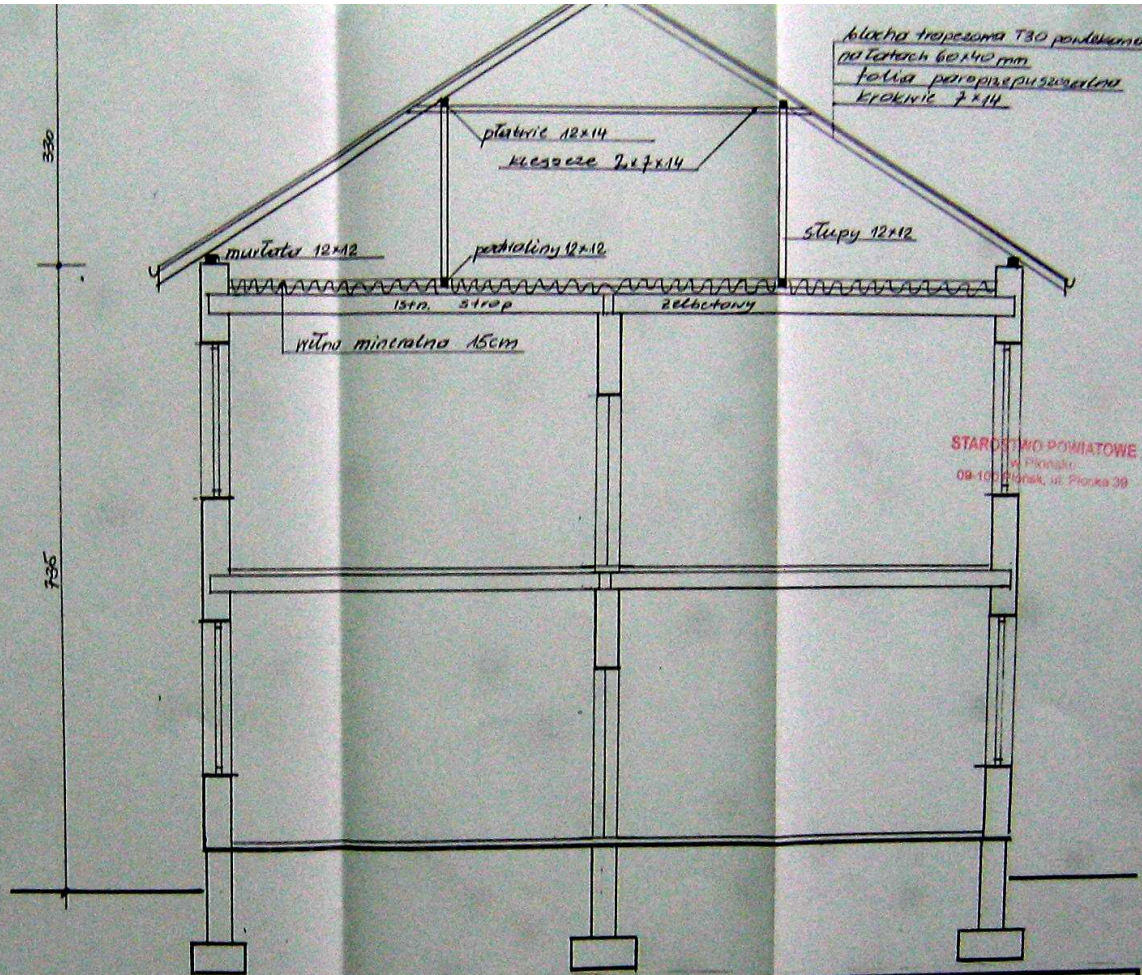 blacha trapezowa T30 powlekana
na łatach 60x40 mm
folia paroprzepuszczalna
krokwie 7x14
płatwie 12x14
kleszcze 2x7x14
słupy 12x12
murłata 12x12
podwaliny 12x12
istn. strop żelbetowy
wełna mineralna 15cm
330
735
STAROSTWO POWIATOWE
w Płońsku
09-100 Płońsk, ul. Płocka 39